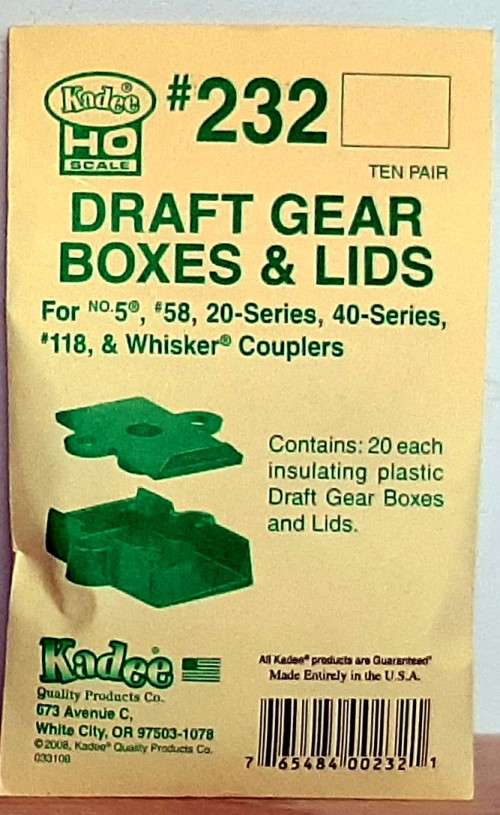 Kadee®
HO
SCALE
#232
TEN PAIR
DRAFT GEAR
BOXES & LIDS
For NO.5®, #58, 20-Series, 40-Series,
#118, & Whisker® Couplers
Contains: 20 each
insulating plastic
Draft Gear Boxes
and Lids.
Kadee
Quality Products Co.
673 Avenue C,
White City, OR 97503-1078
©2008, Kadee® Quality Products Co.
033108
All Kadee® products are Guaranteed"
Made Entirely in the U.S.A.
7 65484 00232 1